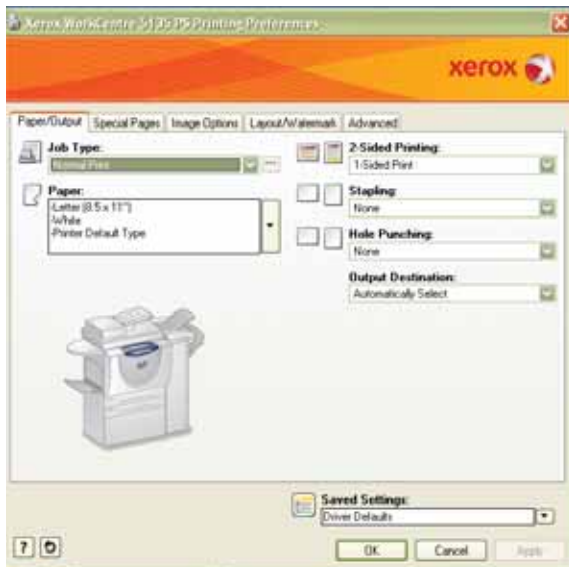 Xerox WorkCentre 5135 PS Printing Preferences
xerox
Paper/Output Special Pages Image Options Layout/Watermark Advanced
Job Type:
Normal Print
Paper:
-Letter (8.5 x 11")
-White
-Printer Default Type
2-Sided Printing:
1-Sided Print
Stapling:
None
Hole Punching:
None
Output Destination:
Automatically Select
Saved Settings:
Driver Defaults
?
OK Cancel Apply